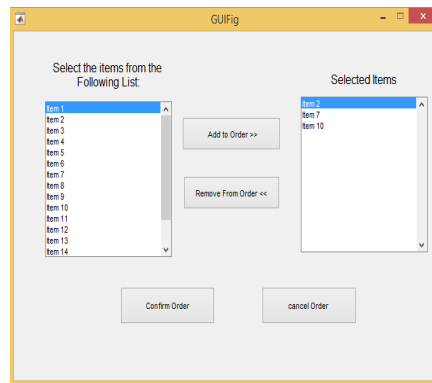 GUIFig
Select the items from the
Following List:
Selected Items
Item 1
Item 2
Item 3
Item 4
Item 5
Item 6
Item 7
Item 8
Item 9
Item 10
Item 11
Item 12
Item 13
Item 14
Add to Order >>
Remove From Order <<
Item 2
Item 7
Item 10
Confirm Order
cancel Order